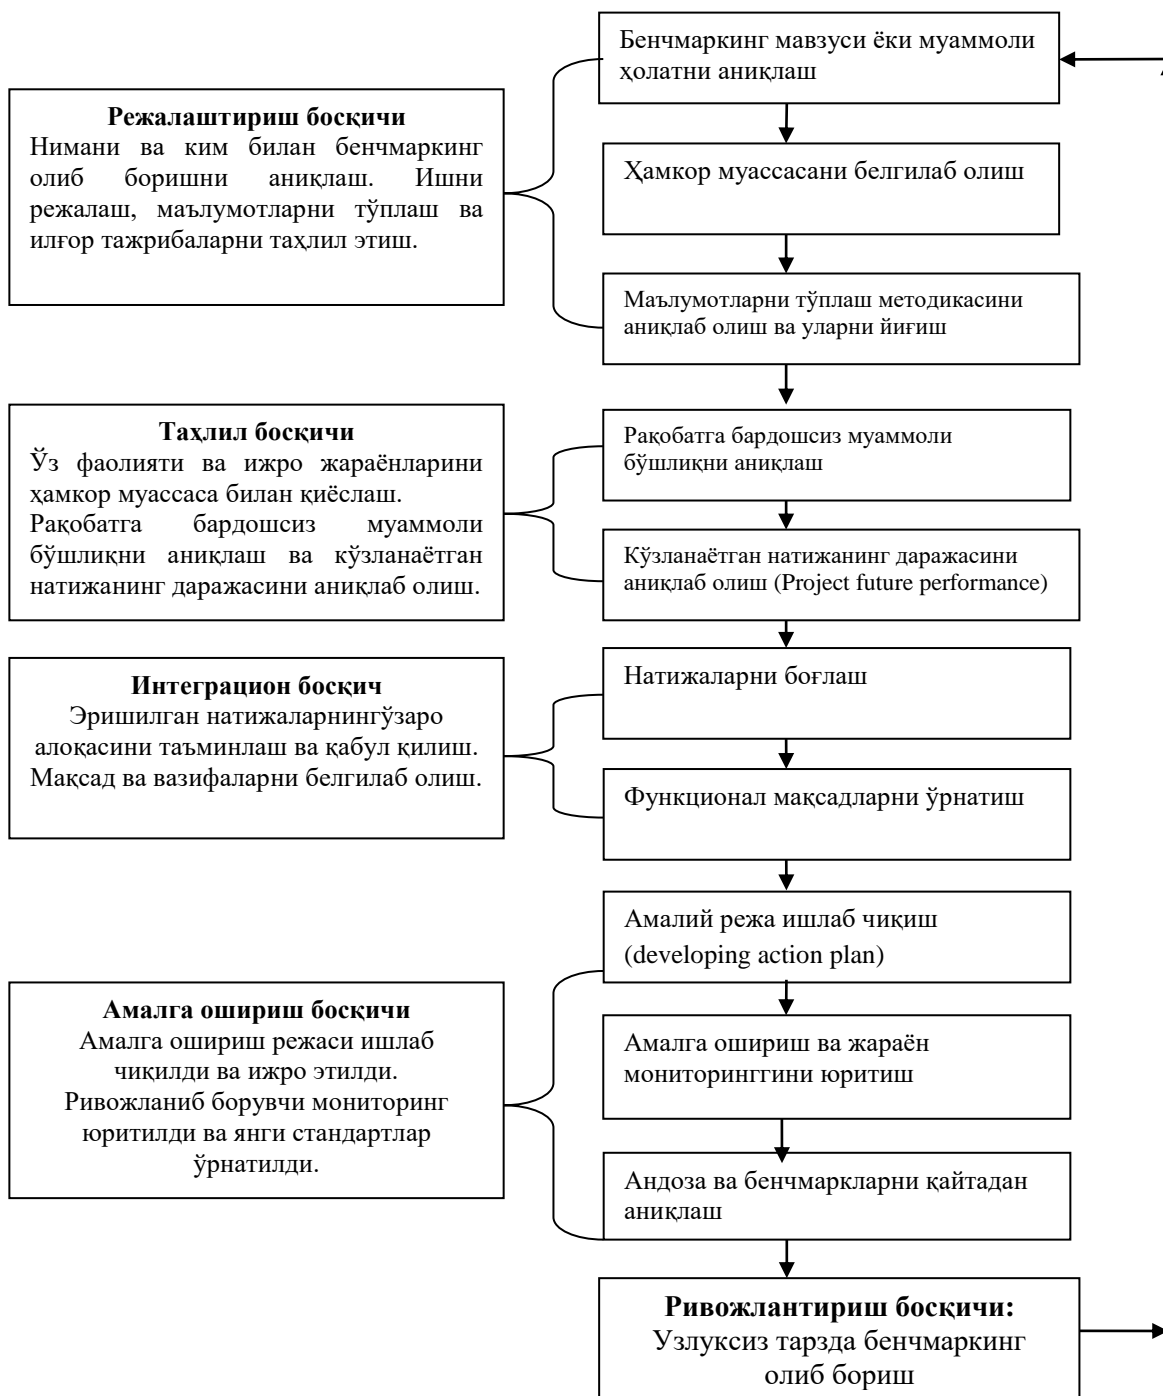 Бенчмаркинг мавзуси ёки муаммоли
ҳолатни аниқлаш
Режалаштириш босқичи
Нимани ва ким билан бенчмаркинг
олиб боришни аниқлаш. Ишни
режалаш, маълумотларни тўплаш ва
илғор тажрибаларни таҳлил этиш.
Ҳамкор муассасани белгилаб олиш
Маълумотларни тўплаш методикасини
аниқлаб олиш ва уларни йиғиш
Таҳлил босқичи
Ўз фаолияти ва ижро жараёнларини
ҳамкор муассаса билан қиёслаш.
Рақобатга бардошсиз муаммоли
бўшлиқни аниқлаш ва кўзланаётган
натижанинг даражасини аниқлаб олиш.
Рақобатга бардошсиз муаммоли
бўшлиқни аниқлаш
Кўзланаётган натижанинг даражасини
аниқлаб олиш (Project future performance)
Интеграцион босқич
Эришилган натижаларнингўзаро
алоқасини таъминлаш ва қабул қилиш.
Мақсад ва вазифаларни белгилаб олиш.
Натижаларни боғлаш
Функционал мақсадларни ўрнатиш
Амалий режа ишлаб чиқиш
(developing action plan)
Амалга ошириш босқичи
Амалга ошириш режаси ишлаб
чиқилди ва ижро этилди.
Ривожланиб борувчи мониторинг
юритилди ва янги стандартлар
ўрнатилди.
Амалга ошириш ва жараён
мониторинггини юритиш
Андоза ва бенчмаркларни қайтадан
аниқлаш
Ривожлантириш босқичи:
Узлуксиз тарзда бенчмаркинг
олиб бориш